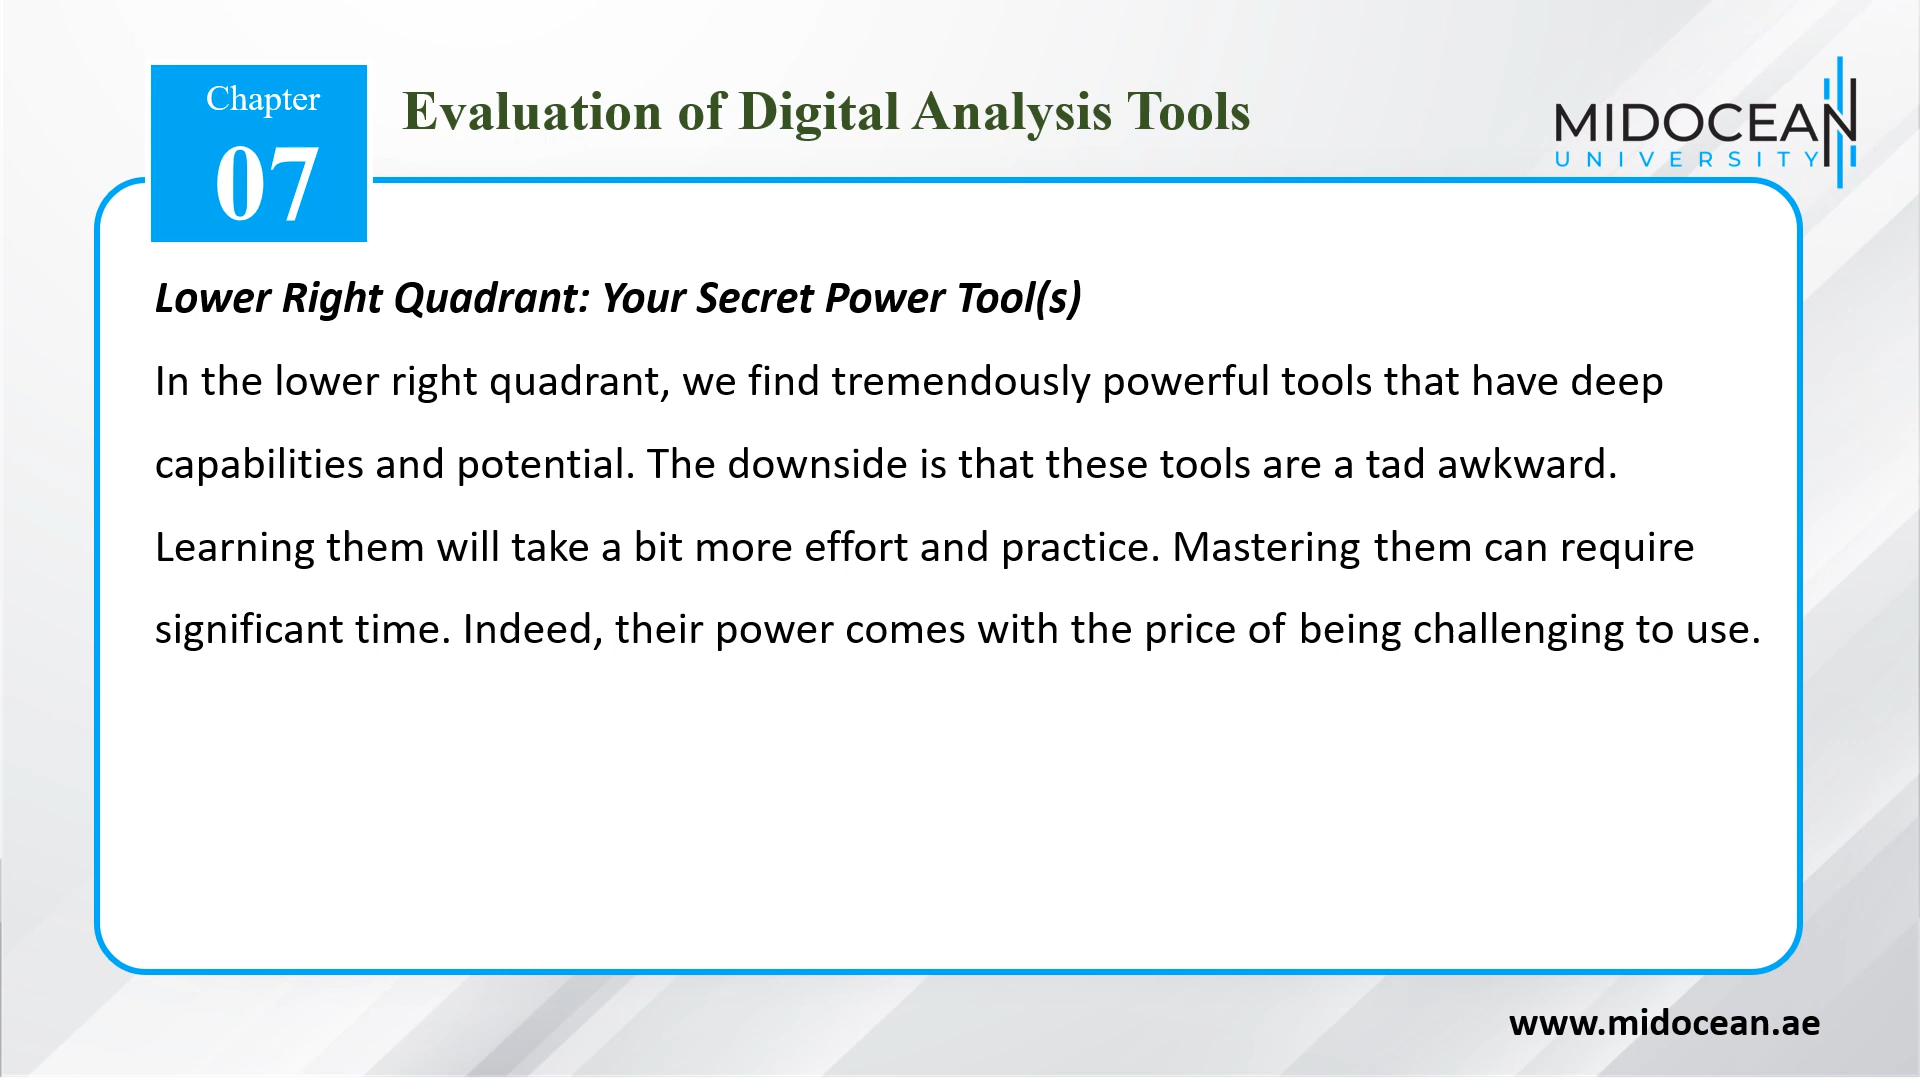 Chapter
07
Evaluation of Digital Analysis Tools
MIDOCEAN
UNIVERSITY
Lower Right Quadrant: Your Secret Power Tool(s)
In the lower right quadrant, we find tremendously powerful tools that have deep
capabilities and potential. The downside is that these tools are a tad awkward.
Learning them will take a bit more effort and practice. Mastering them can require
significant time. Indeed, their power comes with the price of being challenging to use.
www.midocean.ae